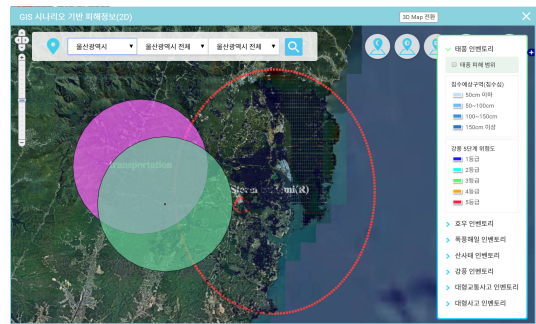 GIS 시나리오 기반 피해정보(2D)
3D Map 전환
울산광역시
울산광역시 전체
울산광역시 전체
태풍 인벤토리
태풍 피해 범위
침수예상구역(침수심)
50cm 이하
50~100cm
100~150cm
150cm 이상
강풍 5단계 위험도
1등급
2등급
3등급
4등급
5등급
호우 인벤토리
폭풍해일 인벤토리
산사태 인벤토리
강풍 인벤토리
대형교통사고 인벤토리
대형사고 인벤토리
transportation